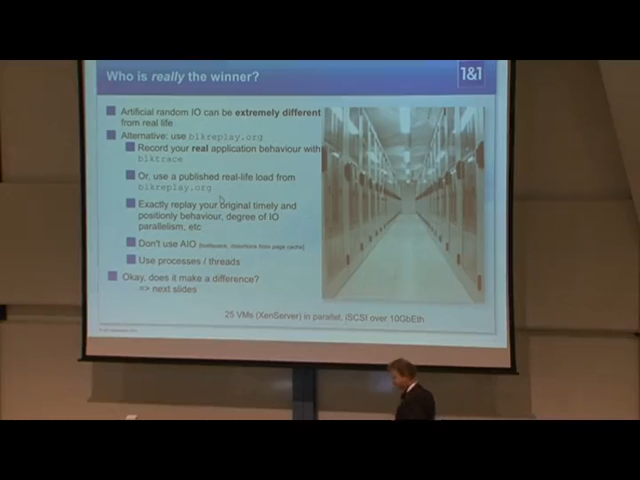 Who is really the winner?
1&1
Artificial random IO can be extremely different
from real life
Alternative: use blkreplay.org
Record your real application behaviour with
blktrace
Or, use a published real-life load from
blkreplay.org
Exactly replay your original timely and
positionly behaviour, degree of IO
parallelism, etc
Don't use AIO
Use processes / threads
Okay, does it make a difference?
=> next slides
25 VMs (XenServer) in parallel, iSCSI over 10GbEth